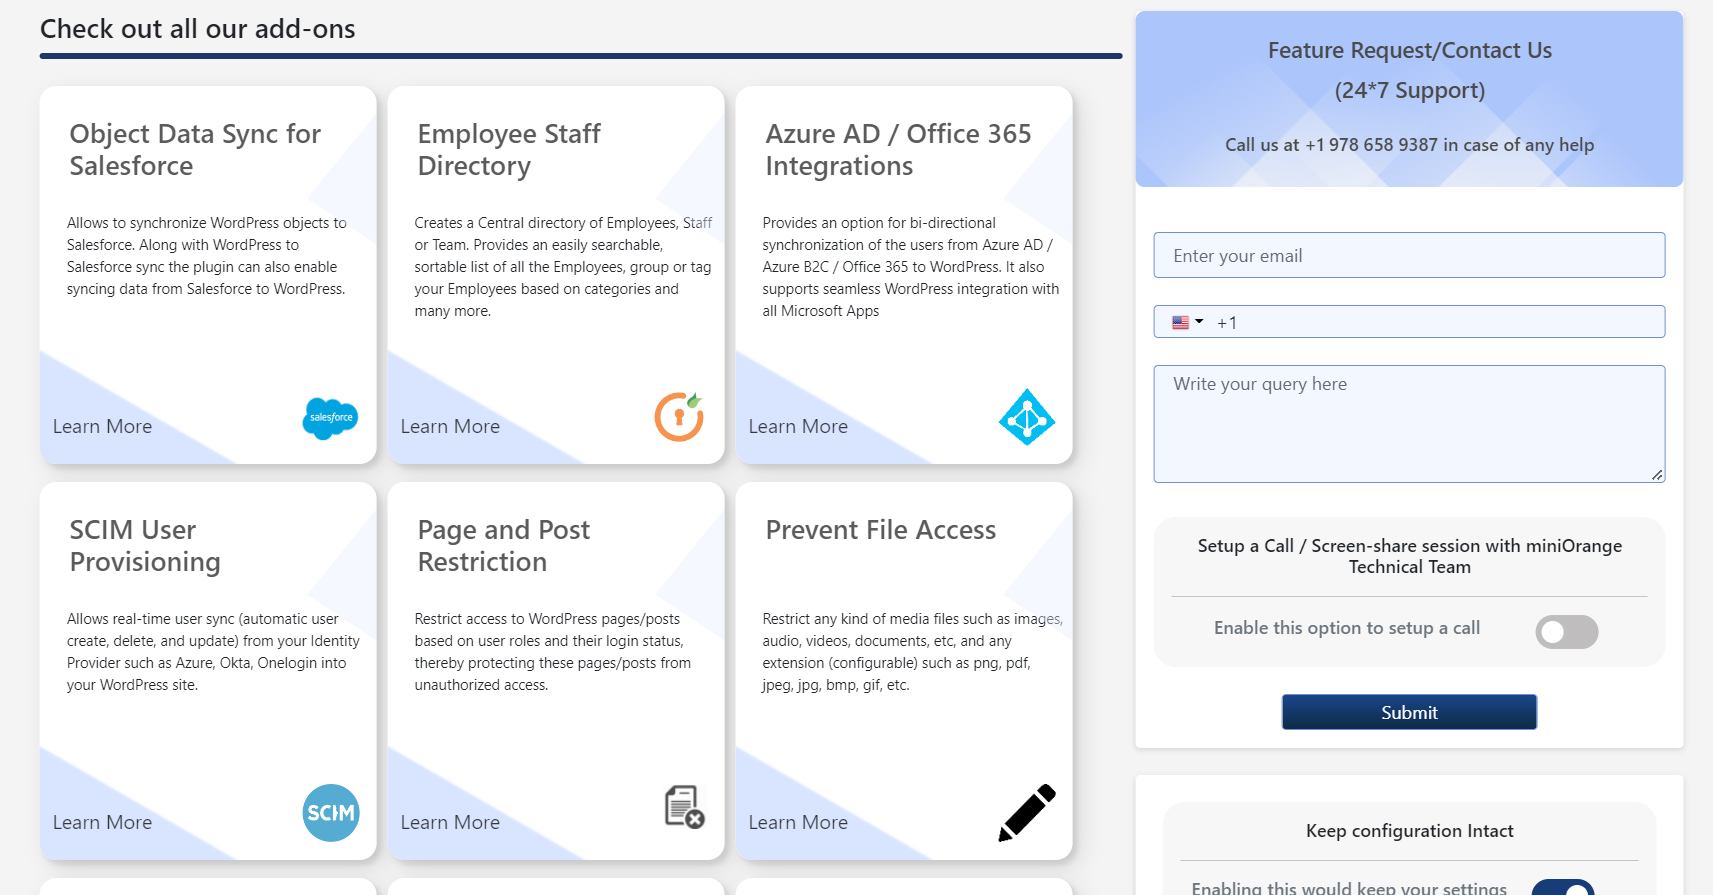 Check out all our add-ons
Object Data Sync for
Salesforce
Allows to synchronize WordPress objects to
Salesforce. Along with WordPress to
Salesforce sync the plugin can also enable
syncing data from Salesforce to WordPress.
Learn More
salesforce
Employee Staff
Directory
Creates a Central directory of Employees, Staff
or Team. Provides an easily searchable,
sortable list of all the Employees, group or tag
your Employees based on categories and
many more.
Learn More
Azure AD / Office 365
Integrations
Provides an option for bi-directional
synchronization of the users from Azure AD /
Azure B2C / Office 365 to WordPress. It also
supports seamless WordPress integration with
all Microsoft Apps
Learn More
SCIM User
Provisioning
Allows real-time user sync (automatic user
create, delete, and update) from your Identity
Provider such as Azure, Okta, Onelogin into
your WordPress site.
Learn More
SCIM
Page and Post
Restriction
Restrict access to WordPress pages/posts
based on user roles and their login status,
thereby protecting these pages/posts from
unauthorized access.
Learn More
Prevent File Access
Restrict any kind of media files such as images,
audio, videos, documents, etc, and any
extension (configurable) such as png, pdf,
jpeg, jpg, bmp, gif, etc.
Learn More
Feature Request/Contact Us
(24*7 Support)
Call us at +1 978 658 9387 in case of any help
Enter your email
+1
Write your query here
Setup a Call / Screen-share session with miniOrange
Technical Team
Enable this option to setup a call
Submit
Keep configuration Intact
Enabling this would keep your settings